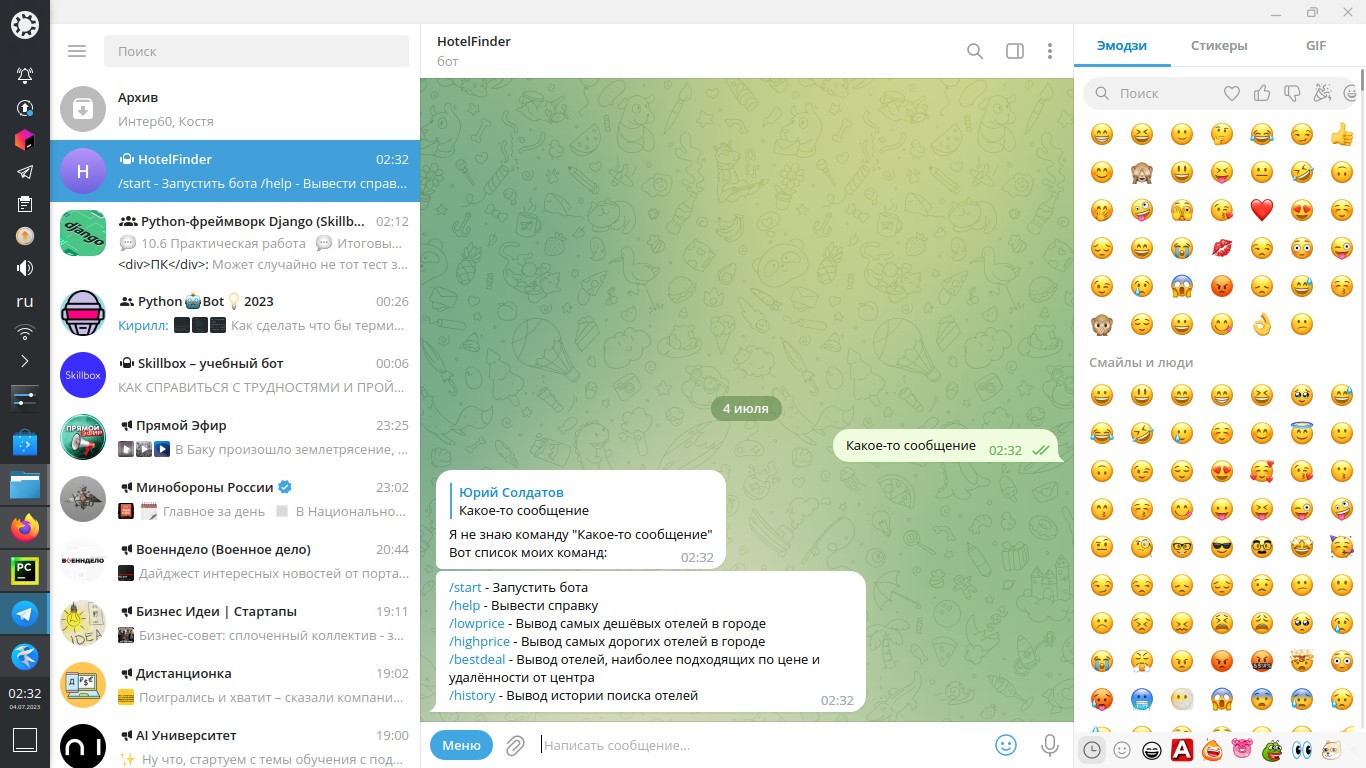 Поиск
Архив
Интер60, Костя
H
HotelFinder
02:32
/start - Запустить бота /help - Вывести справ...
django
Python-фреймворк Django (Skillb...
02:12
10.6 Практическая работа Итоговы...
<div>ПК</div>: Может случайно не тот тест з...
Python🤖Bot💡2023
00:26
Кирилл: Как сделать что бы терми...
Skillbox
Skillbox – учебный бот
00:06
КАК СПРАВИТЬСЯ С ТРУДНОСТЯМИ И ПРОЙ...
ПРЯМОЙ ЭФИР
Прямой Эфир
23:25
В Баку произошло землетрясение, ...
Минобороны России
23:02
Главное за день В Национально...
ВОЕННДЕЛО
Военндело (Военное дело)
20:44
Дайджест интересных новостей от порта...
IDEA
Бизнес Идеи | Стартапы
19:11
Бизнес-совет: сплоченный коллектив - з...
Дистанционка
19:02
Поигрались и хватит – сказали компани...
AI Университет
19:00
✨ Ну что, стартуем с темы обучения с под...
ru
PC
02:32
04.07.2023
HotelFinder
бот
4 июля
Какое-то сообщение
02:32
Юрий Солдатов
Какое-то сообщение
Я не знаю команду "Какое-то сообщение"
Вот список моих команд:
02:32
/start - Запустить бота
/help - Вывести справку
/lowprice - Вывод самых дешёвых отелей в городе
/highprice - Вывод самых дорогих отелей в городе
/bestdeal - Вывод отелей, наиболее подходящих по цене и
удалённости от центра
/history - Вывод истории поиска отелей
02:32
Меню
Написать сообщение...
Эмодзи
Стикеры
GIF
Поиск
Смайлы и люди
A